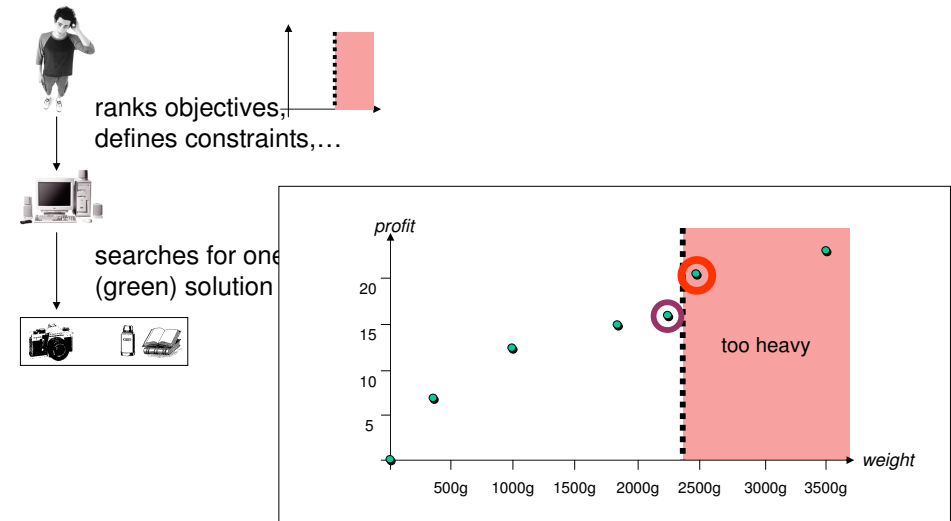 ranks objectives,
defines constraints,…
searches for one
(green) solution
profit
20
15
10
5
too heavy
weight
500g 1000g 1500g 2000g 2500g 3000g 3500g